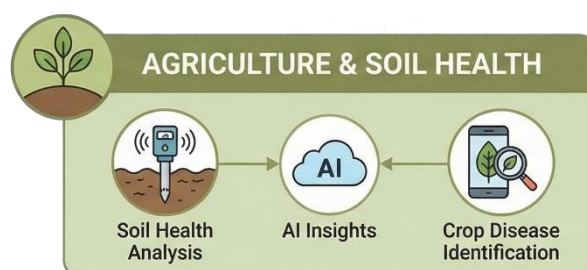 AGRICULTURE & SOIL HEALTH
AI
Soil Health
Analysis
AI Insights
Crop Disease
Identification